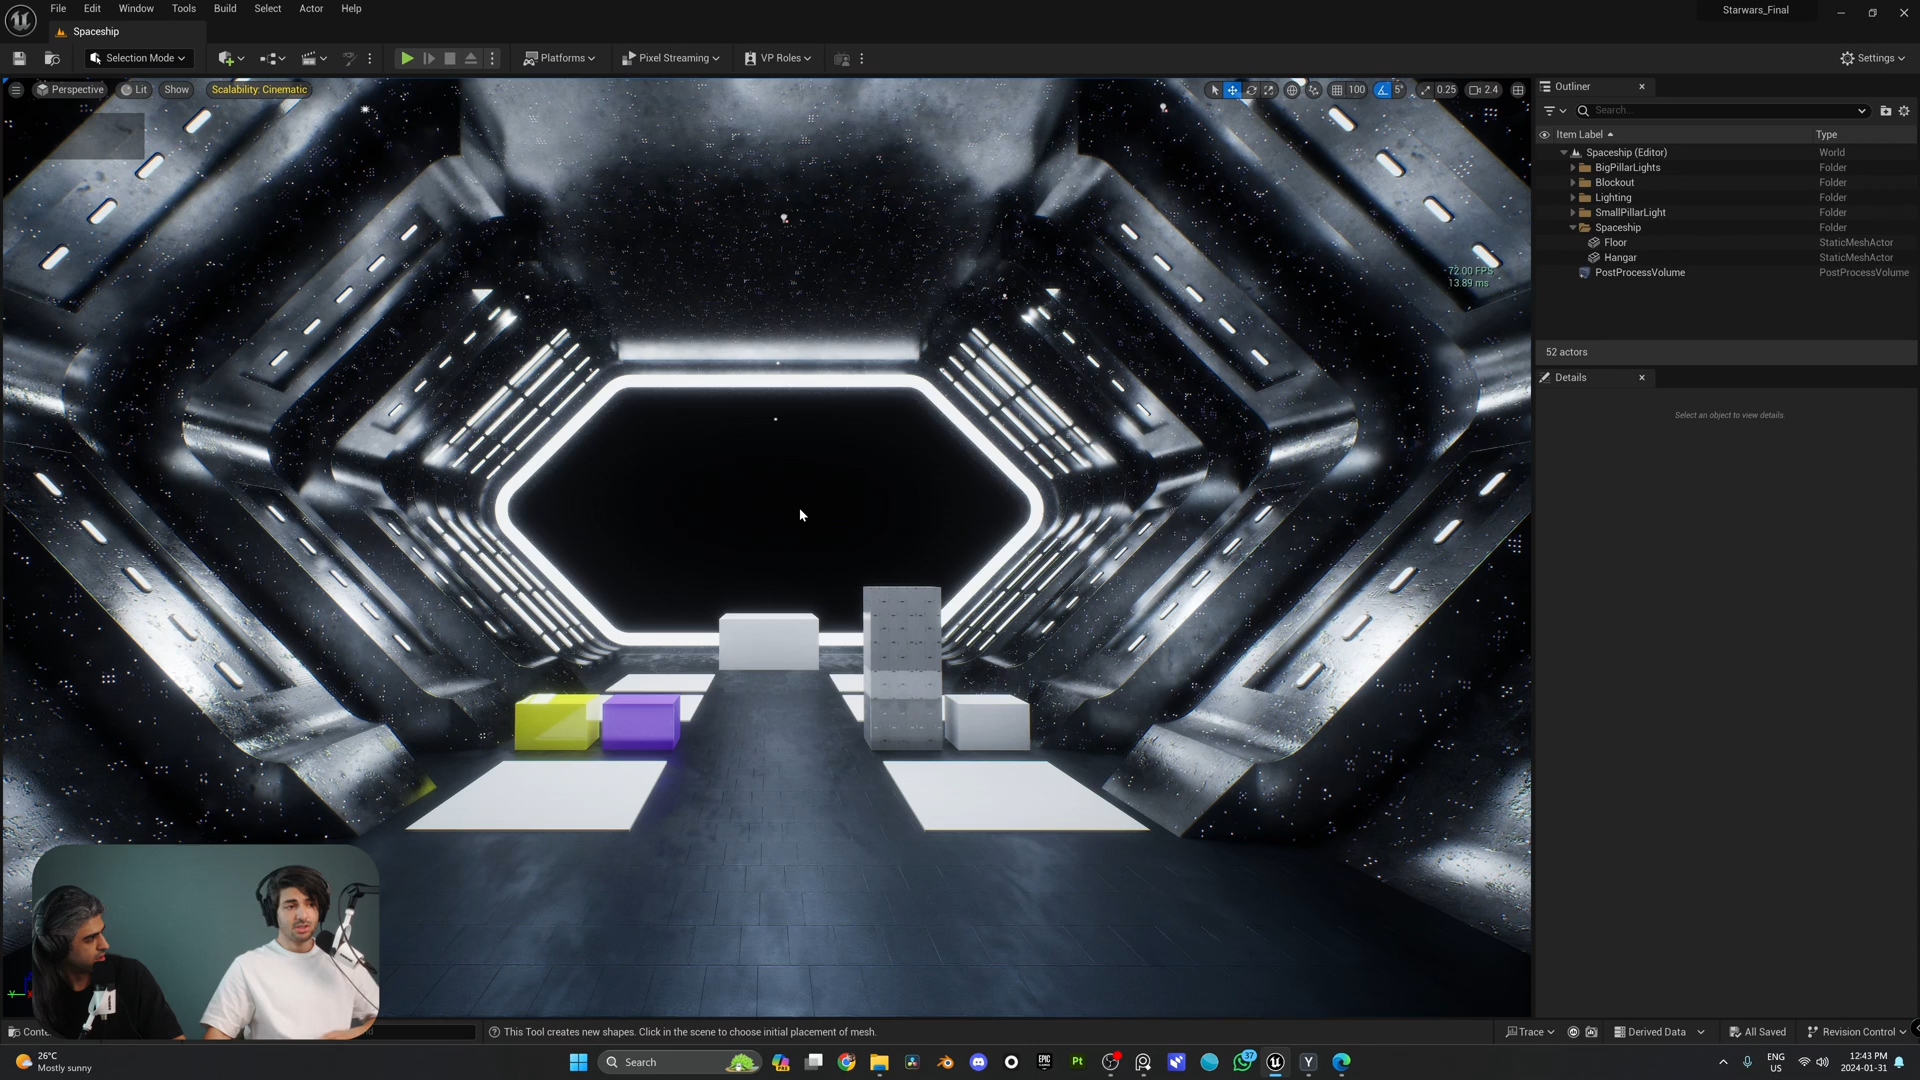 File Edit Window Tools Build Select Actor Help
Starwars_Final
Spaceship
Selection Mode
Platforms
Pixel Streaming
VP Roles
Settings
Perspective Lit Show Scalability: Cinematic
100 5° 0.25 2.4
Outliner
Search...
Item Label Type
Spaceship (Editor) World
BigPillarLights Folder
Blockout Folder
Lighting Folder
SmallPillarLight Folder
Spaceship Folder
Floor StaticMeshActor
Hangar StaticMeshActor
PostProcessVolume PostProcessVolume
72.00 FPS
13.89 ms
52 actors
Details
Select an object to view details.
This Tool creates new shapes. Click in the scene to choose initial placement of mesh.
Trace
Derived Data
All Saved
Revision Control
26°C
Mostly sunny
Search
Pt
37
Y
ENG
US
12:43 PM
2024-01-31